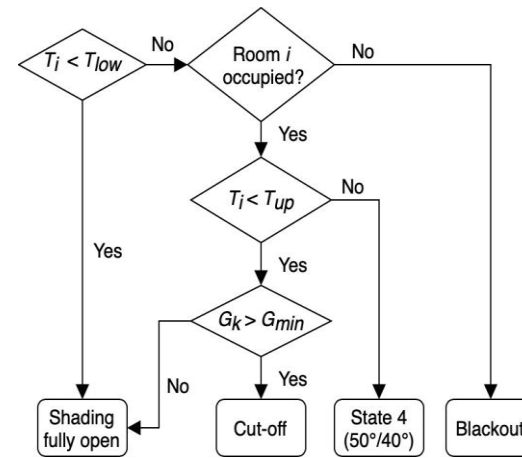 T_i < T_low
No
Room i
occupied?
No
Yes
T_i < T_up
No
Yes
Yes
G_k > G_min
No
Yes
Shading
fully open
Cut-off
State 4
(50°/40°)
Blackout